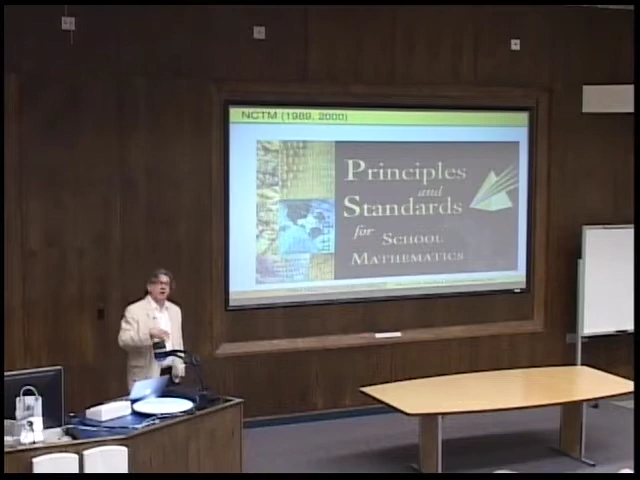 NCTM (1989, 2000)
Principles
and
Standards
for
School
Mathematics